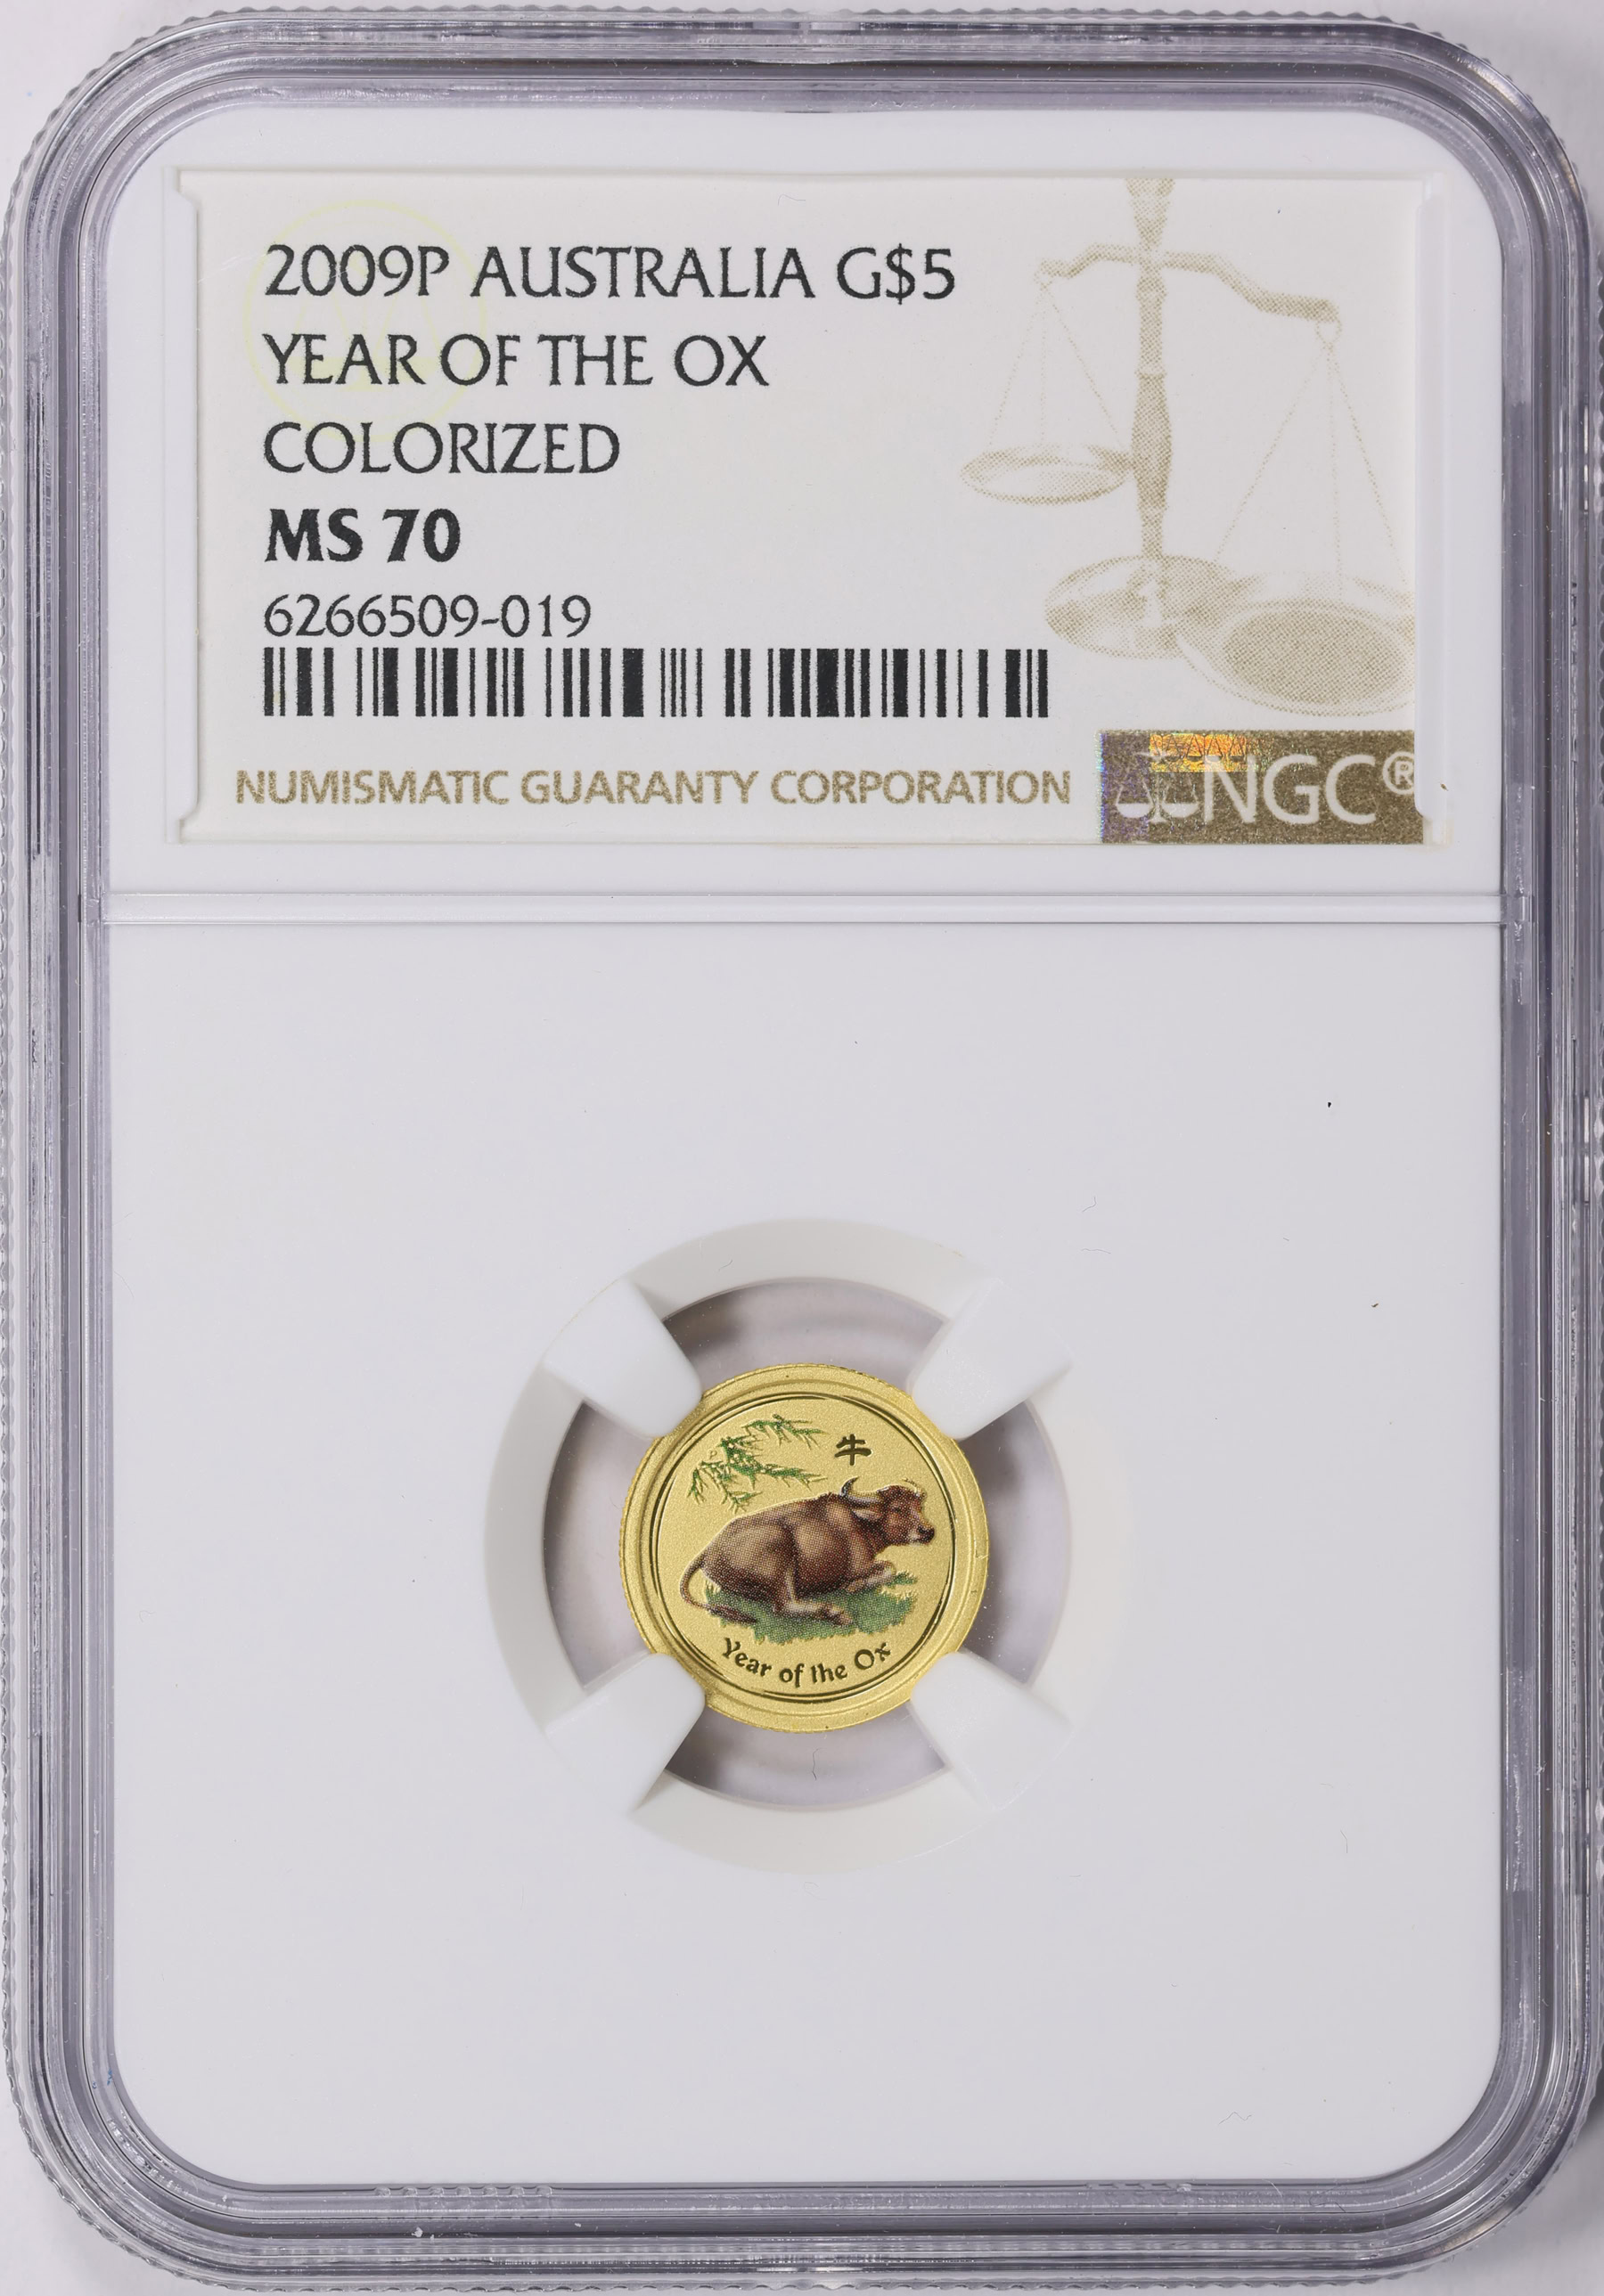 2009P AUSTRALIA G$5
YEAR OF THE OX
COLORIZED
MS 70
6266509-019
NUMISMATIC GUARANTY CORPORATION
NGC®
牛
Year of the Ox